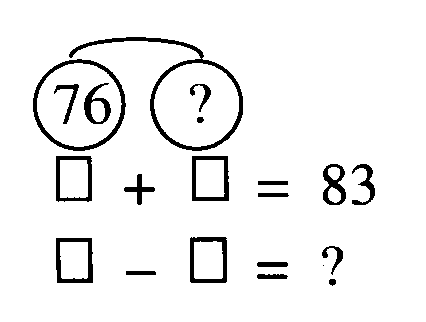 76 ?
□ + □ = 83
□ − □ = ?